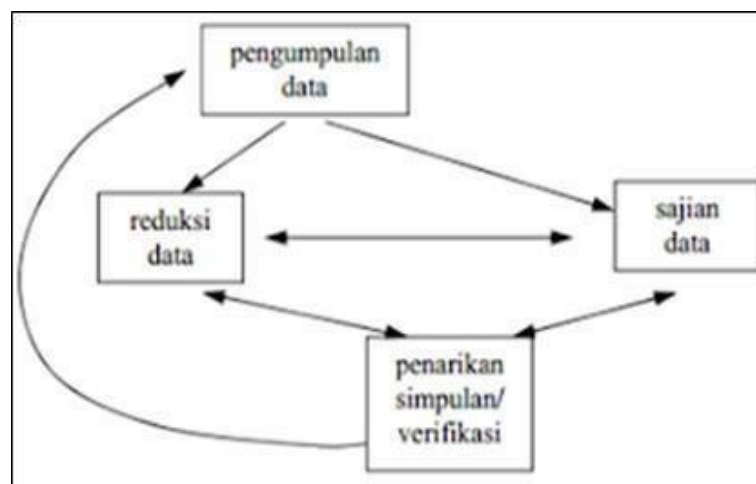 pengumpulan
data
reduksi
data
sajian
data
penarikan
simpulan/
verifikasi